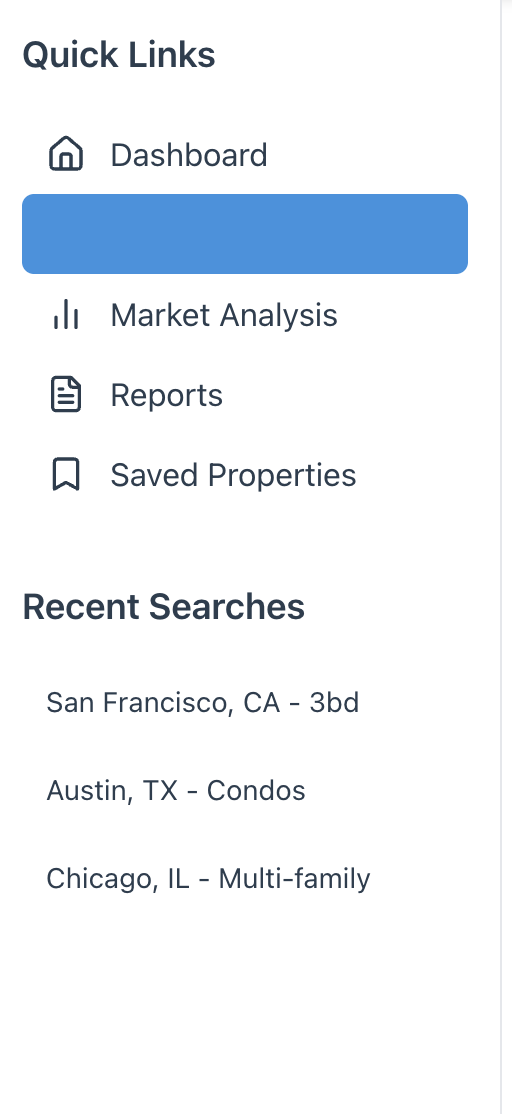 Quick Links
Dashboard
Market Analysis
Reports
Saved Properties
Recent Searches
San Francisco, CA - 3bd
Austin, TX - Condos
Chicago, IL - Multi-family